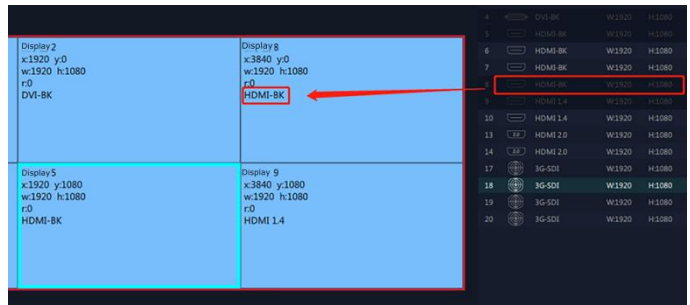 Display 2
x:1920 y:0
w:1920 h:1080
r:0
DVI-BK
Display 8
x:3840 y:0
w:1920 h:1080
r:0
HDMI-BK
Display 5
x:1920 y:1080
w:1920 h:1080
r:0
HDMI-BK
Display 9
x:3840 y:1080
w:1920 h:1080
r:0
HDMI 1.4
4 DVI-BK W:1920 H:1080
5 HDMI-BK W:1920 H:1080
6 HDMI-BK W:1920 H:1080
7 HDMI-BK W:1920 H:1080
8 HDMI-BK W:1920 H:1080
9 HDMI 1.4 W:1920 H:1080
10 HDMI 1.4 W:1920 H:1080
13 2.0 HDMI 2.0 W:1920 H:1080
14 2.0 HDMI 2.0 W:1920 H:1080
17 3G-SDI W:1920 H:1080
18 3G-SDI W:1920 H:1080
19 3G-SDI W:1920 H:1080
20 3G-SDI W:1920 H:1080